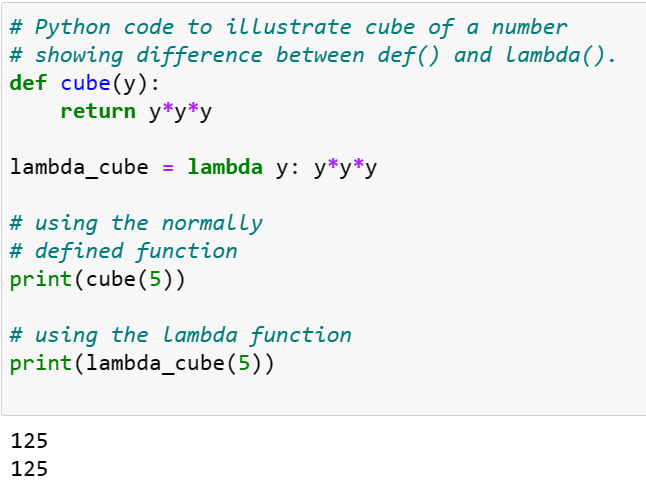 # Python code to illustrate cube of a number
# showing difference between def() and lambda().
def cube(y):
    return y*y*y

lambda_cube = lambda y: y*y*y

# using the normally
# defined function
print(cube(5))

# using the lambda function
print(lambda_cube(5))

125
125